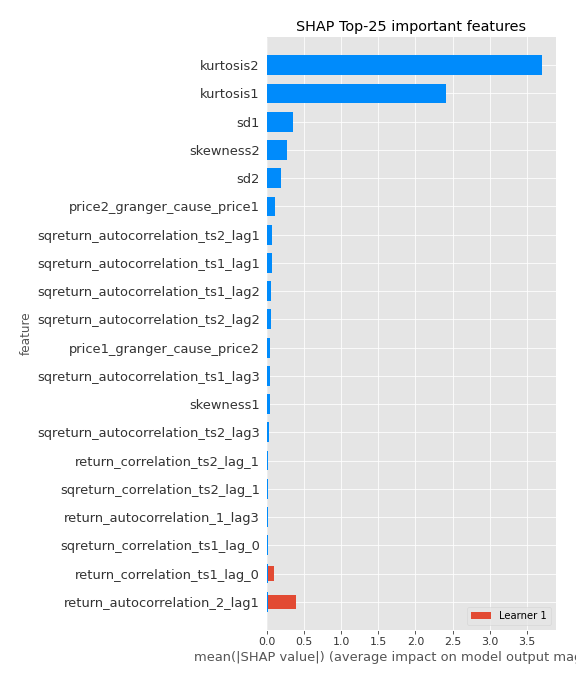 SHAP Top-25 important features
kurtosis2
kurtosis1
sd1
skewness2
sd2
price2_granger_cause_price1
sqreturn_autocorrelation_ts2_lag1
sqreturn_autocorrelation_ts1_lag1
sqreturn_autocorrelation_ts1_lag2
sqreturn_autocorrelation_ts2_lag2
price1_granger_cause_price2
sqreturn_autocorrelation_ts1_lag3
skewness1
sqreturn_autocorrelation_ts2_lag3
return_correlation_ts2_lag_1
sqreturn_correlation_ts2_lag_1
return_autocorrelation_1_lag3
sqreturn_correlation_ts1_lag_0
return_correlation_ts1_lag_0
return_autocorrelation_2_lag1
feature
Learner 1
0.0 0.5 1.0 1.5 2.0 2.5 3.0 3.5
mean(|SHAP value|) (average impact on model output mag